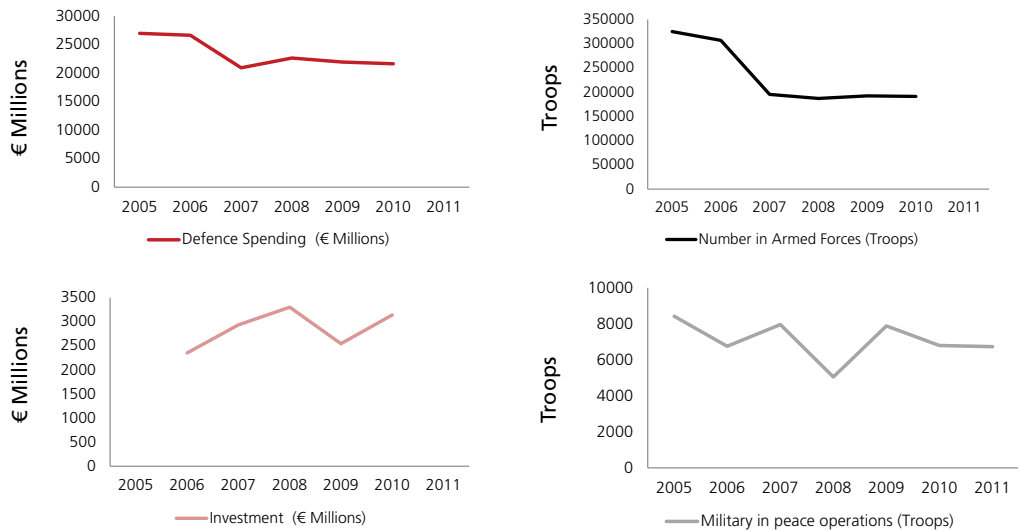 € Millions
30000
25000
20000
15000
10000
5000
0
2005 2006 2007 2008 2009 2010 2011
Defence Spending (€ Millions)
Troops
350000
300000
250000
200000
150000
100000
50000
0
2005 2006 2007 2008 2009 2010 2011
Number in Armed Forces (Troops)
€ Millions
3500
3000
2500
2000
1500
1000
500
0
2005 2006 2007 2008 2009 2010 2011
Investment (€ Millions)
Troops
10000
8000
6000
4000
2000
0
2005 2006 2007 2008 2009 2010 2011
Military in peace operations (Troops)